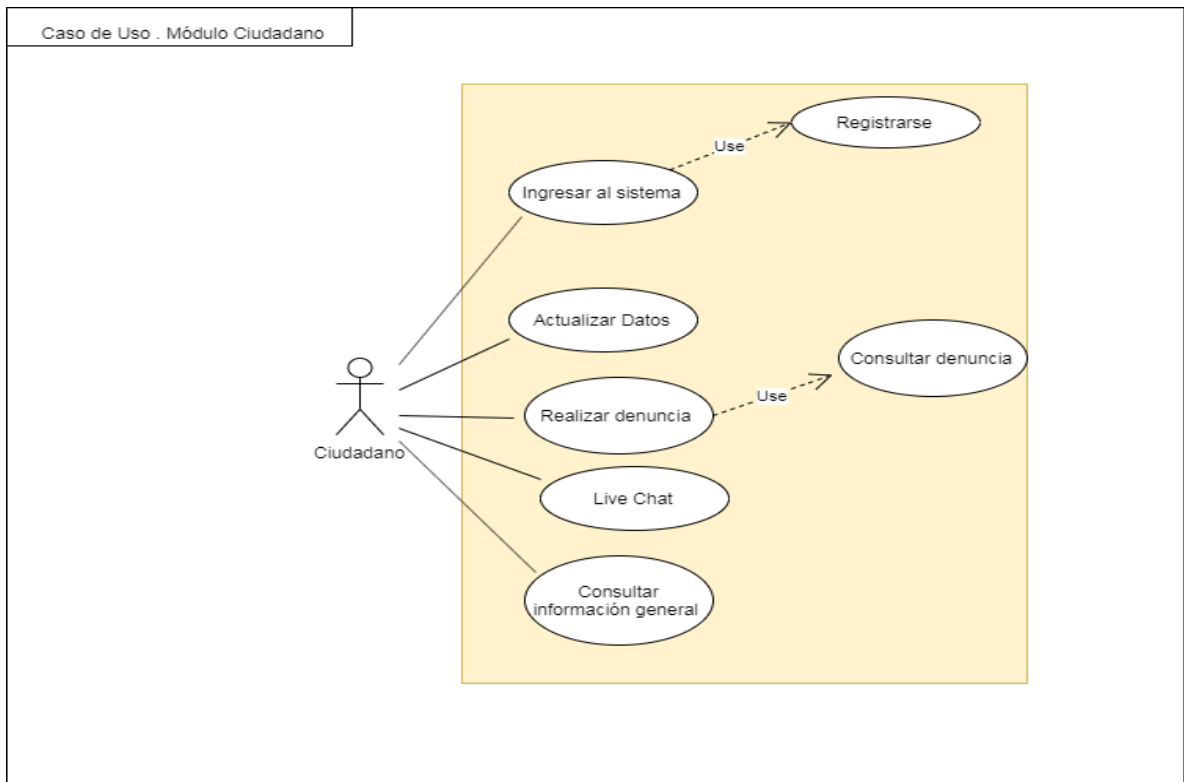 Caso de Uso . Módulo Ciudadano
Registrarse
Use
Ingresar al sistema
Actualizar Datos
Consultar denuncia
Use
Realizar denuncia
Ciudadano
Live Chat
Consultar
información general